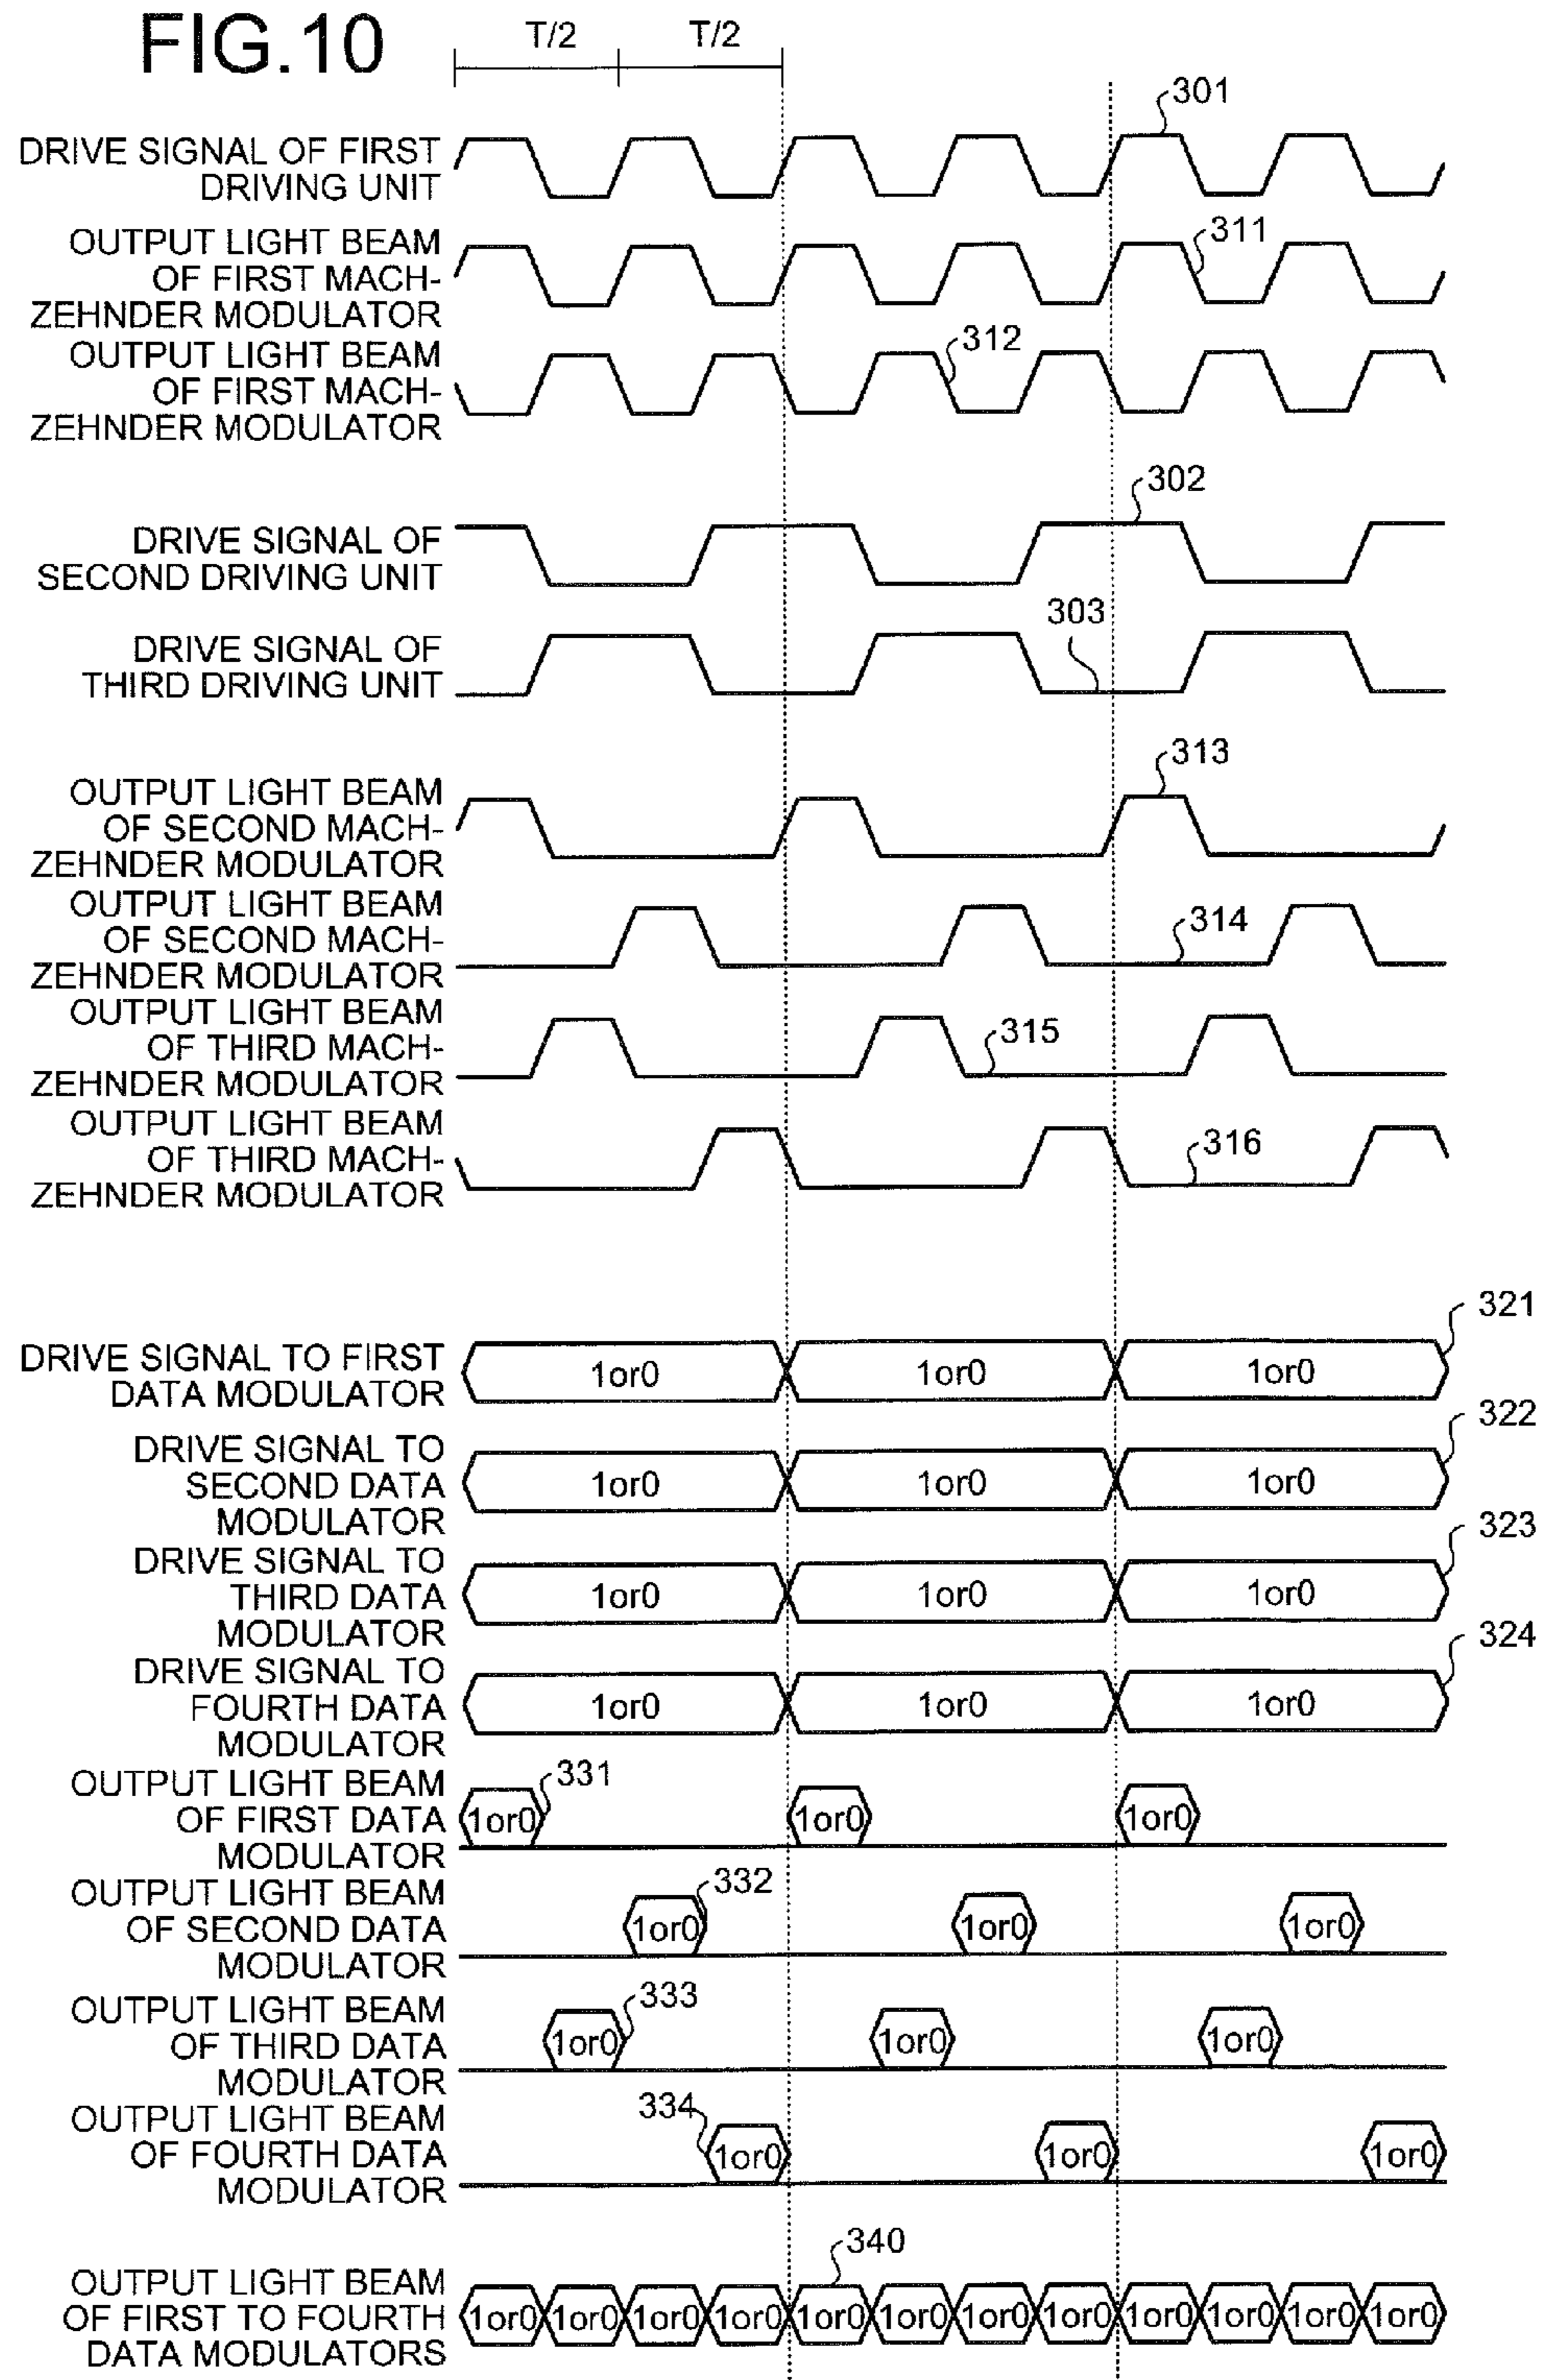 FIG.10
T/2 T/2
301
DRIVE SIGNAL OF FIRST
DRIVING UNIT
311
OUTPUT LIGHT BEAM
OF FIRST MACH-
ZEHNDER MODULATOR
312
OUTPUT LIGHT BEAM
OF FIRST MACH-
ZEHNDER MODULATOR
302
DRIVE SIGNAL OF
SECOND DRIVING UNIT
303
DRIVE SIGNAL OF
THIRD DRIVING UNIT
313
OUTPUT LIGHT BEAM
OF SECOND MACH-
ZEHNDER MODULATOR
314
OUTPUT LIGHT BEAM
OF SECOND MACH-
ZEHNDER MODULATOR
315
OUTPUT LIGHT BEAM
OF THIRD MACH-
ZEHNDER MODULATOR
316
OUTPUT LIGHT BEAM
OF THIRD MACH-
ZEHNDER MODULATOR
321
DRIVE SIGNAL TO FIRST
DATA MODULATOR
1or0 1or0 1or0
322
DRIVE SIGNAL TO
SECOND DATA
MODULATOR
1or0 1or0 1or0
323
DRIVE SIGNAL TO
THIRD DATA
MODULATOR
1or0 1or0 1or0
324
DRIVE SIGNAL TO
FOURTH DATA
MODULATOR
1or0 1or0 1or0
331
OUTPUT LIGHT BEAM
OF FIRST DATA
MODULATOR
1or0 1or0 1or0
332
OUTPUT LIGHT BEAM
OF SECOND DATA
MODULATOR
1or0 1or0 1or0
333
OUTPUT LIGHT BEAM
OF THIRD DATA
MODULATOR
1or0 1or0 1or0
334
OUTPUT LIGHT BEAM
OF FOURTH DATA
MODULATOR
1or0 1or0 1or0
340
OUTPUT LIGHT BEAM
OF FIRST TO FOURTH
DATA MODULATORS
1or0 1or0 1or0 1or0 1or0 1or0 1or0 1or0 1or0 1or0 1or0 1or0